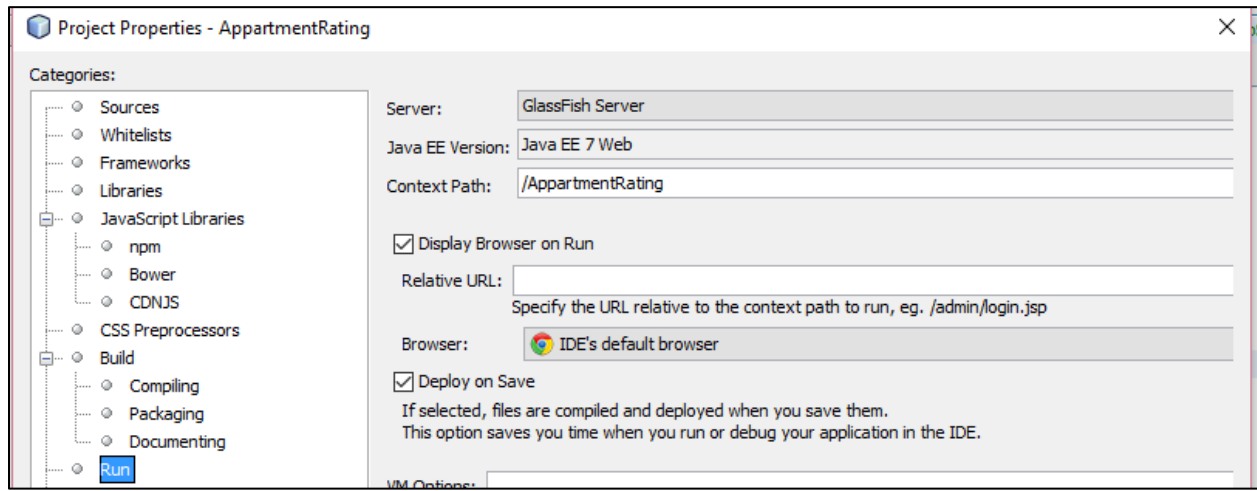 Project Properties - AppartmentRating
Categories:
Sources
Whitelists
Frameworks
Libraries
JavaScript Libraries
npm
Bower
CDNJS
CSS Preprocessors
Build
Compiling
Packaging
Documenting
Run
Server: GlassFish Server
Java EE Version: Java EE 7 Web
Context Path: /AppartmentRating
Display Browser on Run
Relative URL:
Specify the URL relative to the context path to run, eg. /admin/login.jsp
Browser: IDE's default browser
Deploy on Save
If selected, files are compiled and deployed when you save them.
This option saves you time when you run or debug your application in the IDE.
VM Options: